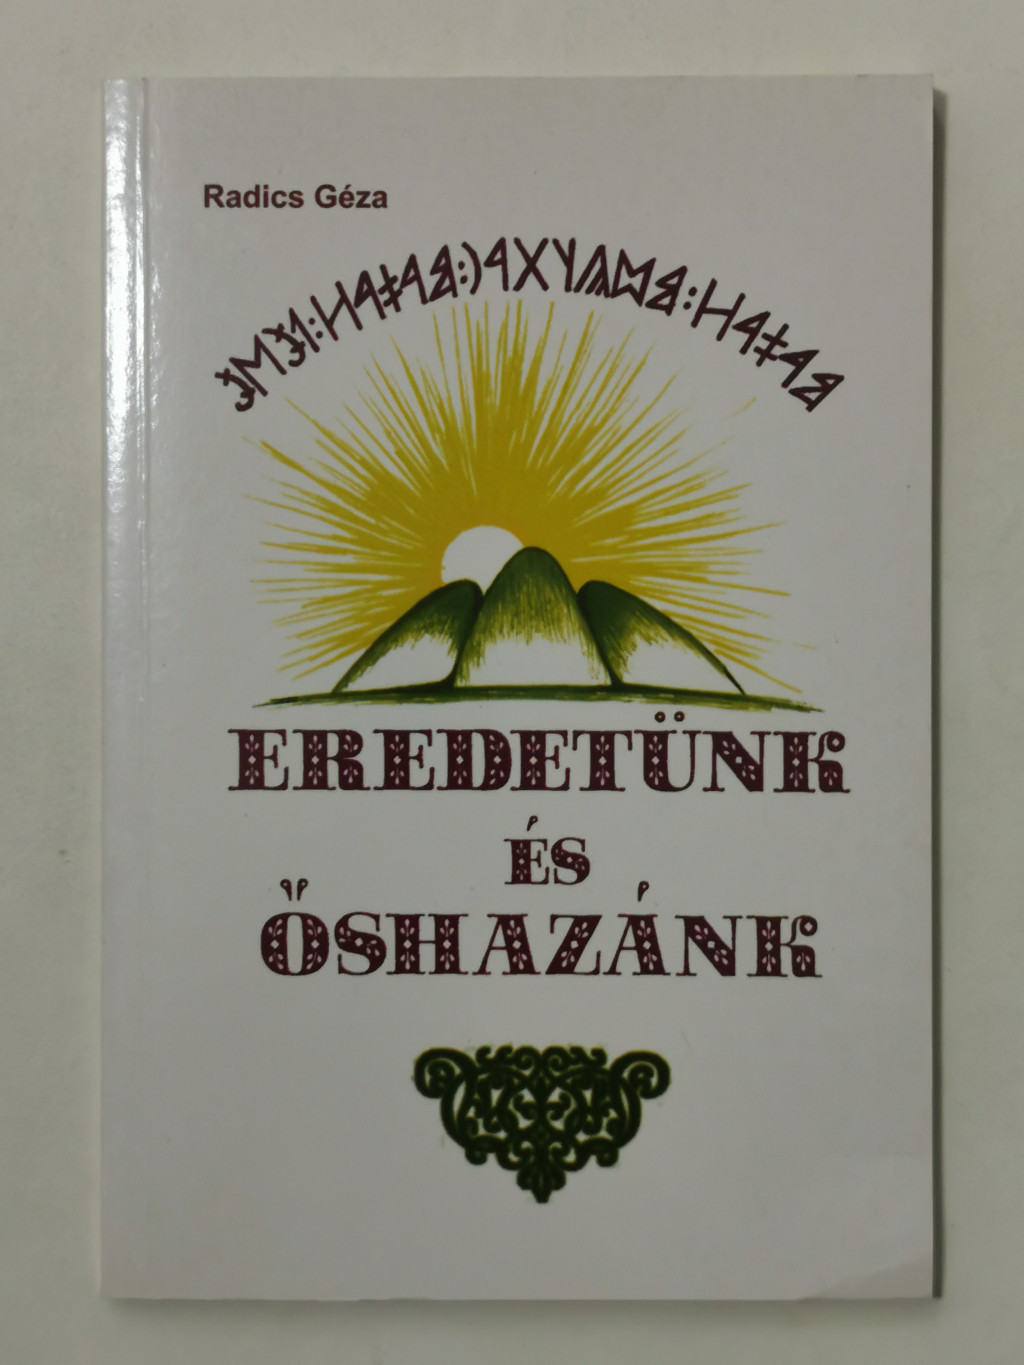 Radics Géza
EREDETÜNK
ÉS
ŐSHAZÁNK